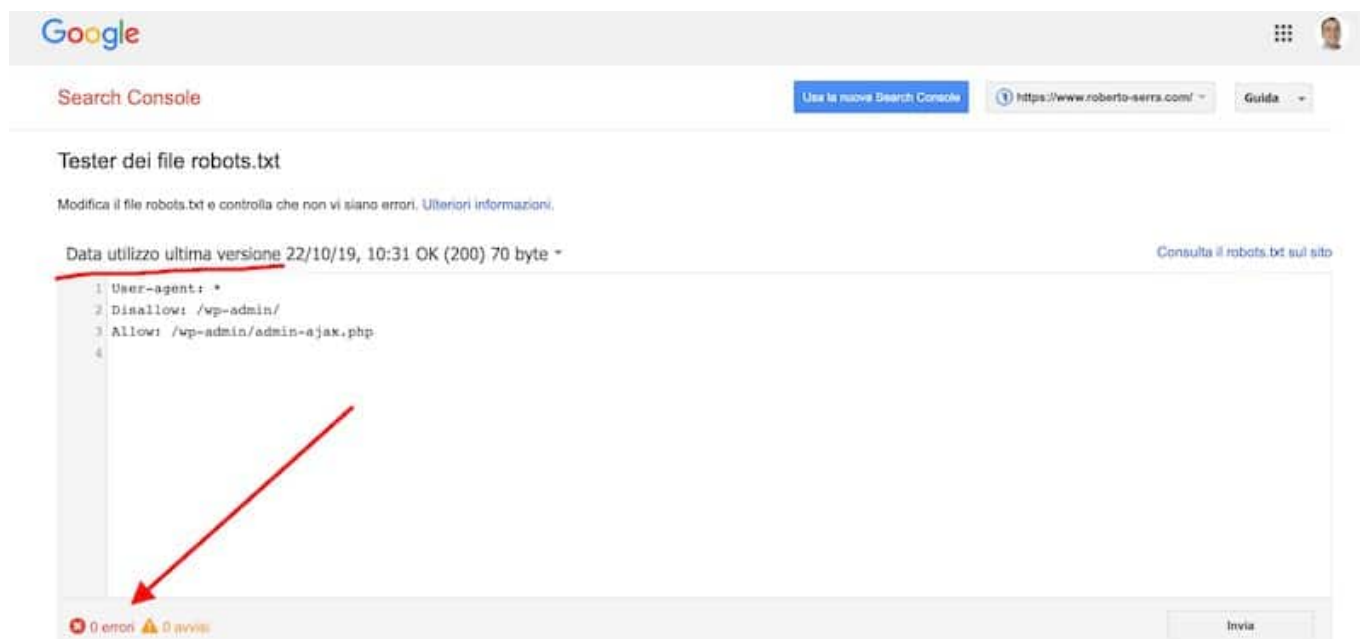 Google
Search Console
Usa la nuova Search Console
https://www.roberto-serra.com/
Guida
Tester dei file robots.txt
Modifica il file robots.txt e controlla che non vi siano errori. Ulteriori informazioni.
Data utilizzo ultima versione 22/10/19, 10:31 OK (200) 70 byte
Consulta il robots.txt sul sito
1 User-agent: *
2 Disallow: /wp-admin/
3 Allow: /wp-admin/admin-ajax.php
4
0 errori 0 avvisi
Invia